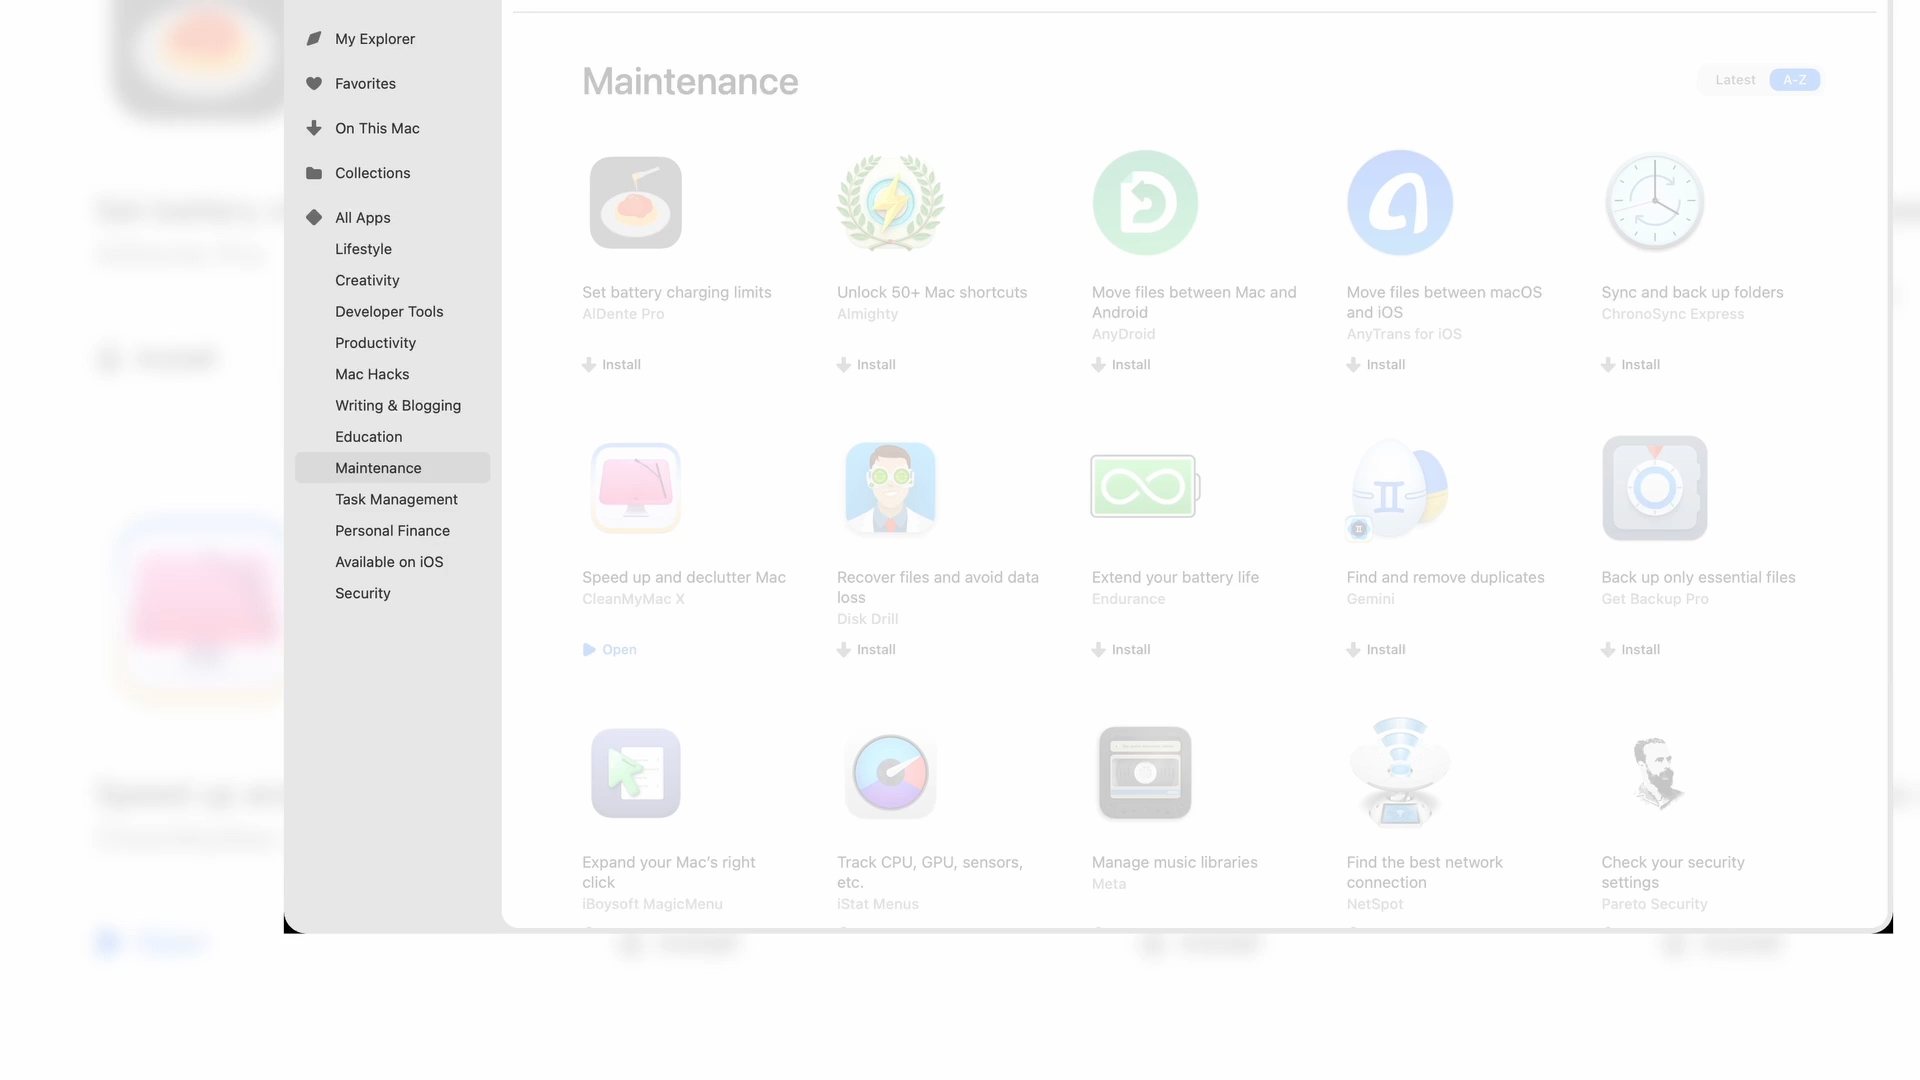 My Explorer
Favorites
On This Mac
Collections
All Apps
Lifestyle
Creativity
Developer Tools
Productivity
Mac Hacks
Writing & Blogging
Education
Maintenance
Task Management
Personal Finance
Available on iOS
Security
Maintenance
Latest
A-Z
Set battery charging limits
AlDente Pro
Install
Unlock 50+ Mac shortcuts
Almighty
Install
Move files between Mac and
Android
AnyDroid
Install
Move files between macOS
and iOS
AnyTrans for iOS
Install
Sync and back up folders
ChronoSync Express
Install
Speed up and declutter Mac
CleanMyMac X
Open
Recover files and avoid data
loss
Disk Drill
Install
Extend your battery life
Endurance
Install
Find and remove duplicates
Gemini
Install
Back up only essential files
Get Backup Pro
Install
Expand your Mac's right
click
iBoysoft MagicMenu
Track CPU, GPU, sensors,
etc.
iStat Menus
Manage music libraries
Meta
Find the best network
connection
NetSpot
Check your security
settings
Pareto Security